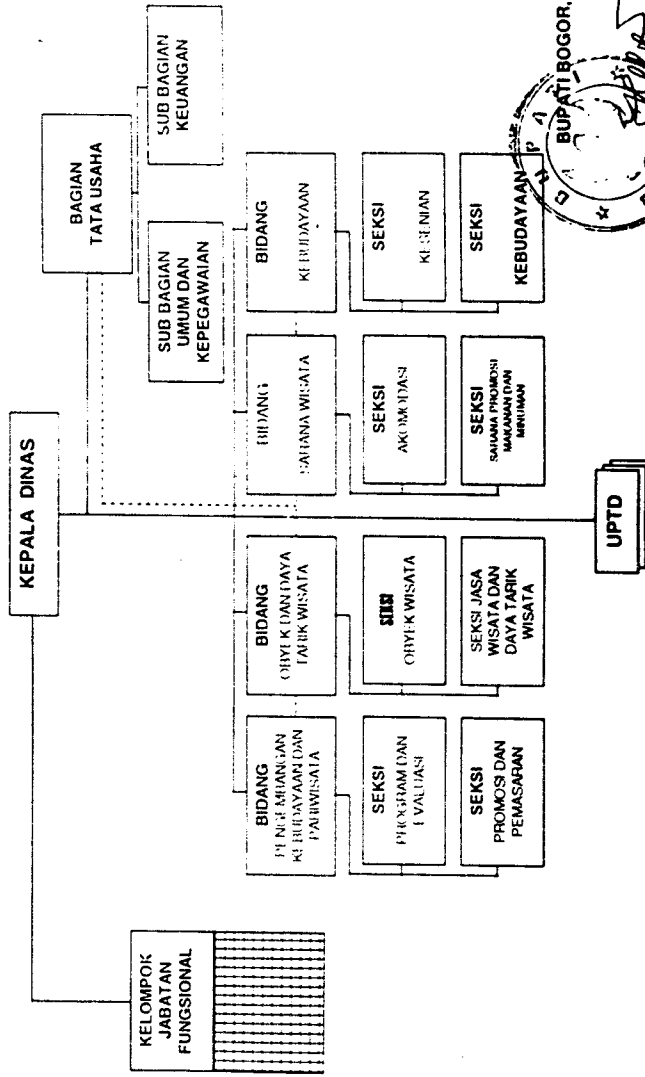 KEPALA DINAS
KELOMPOK
JABATAN
FUNGSIONAL
BAGIAN
TATA USAHA
SUB BAGIAN
UMUM DAN
KEPEGAWAIAN
SUB BAGIAN
KEUANGAN
BIDANG
PENGEMBANGAN
KEBUDAYAAN DAN
PARIWISATA
BIDANG
OBYEK DAN DAYA
TARIK WISATA
BIDANG
SARANA WISATA
BIDANG
KEBUDAYAAN
SEKSI
PROGRAM DAN
EVALUASI
SEKSI
OBYEK WISATA
SEKSI
AKOMODASI
SEKSI
KESENIAN
SEKSI
PROMOSI DAN
PEMASARAN
SEKSI JASA
WISATA DAN
DAYA TARIK
WISATA
SEKSI
SARANA PROMOSI
MAKANAN DAN
MINUMAN
SEKSI
KEBUDAYAAN
UPTD
BUPATI BOGOR,